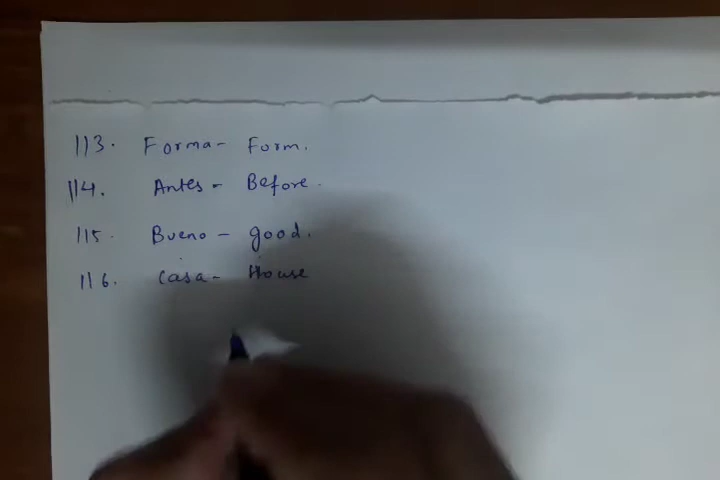 113. Forma - Form.
114. Antes - Before.
115. Bueno - good.
116. Casa - House